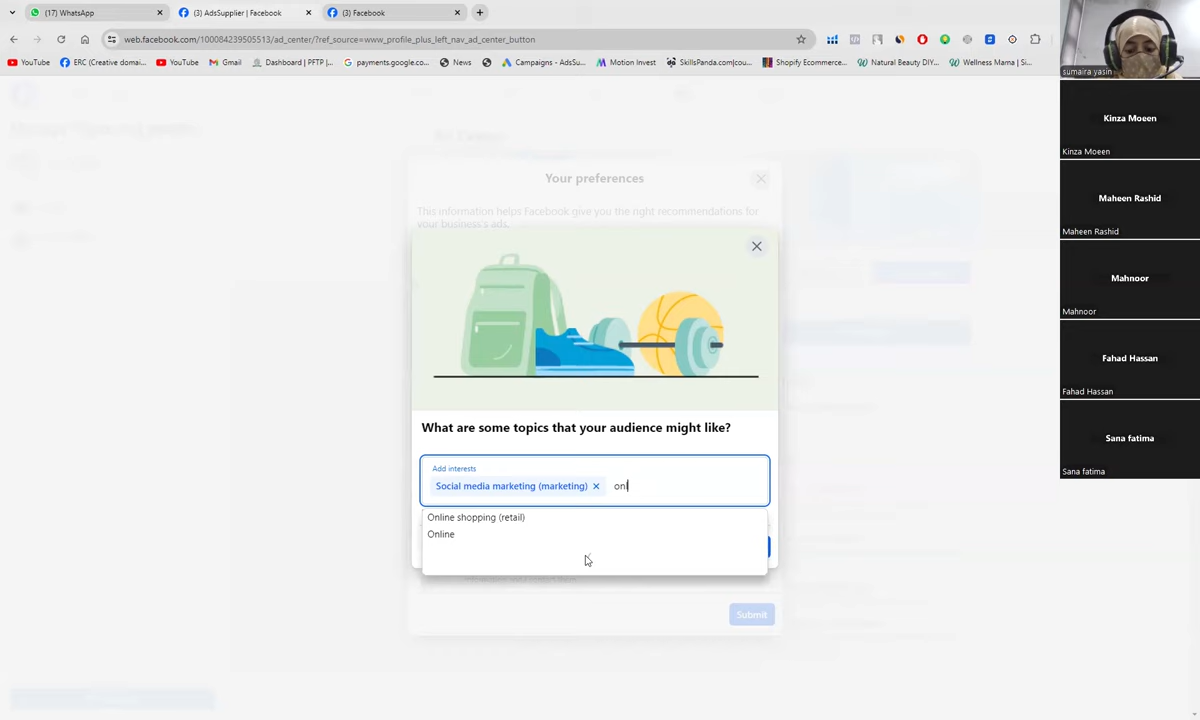 (17) WhatsApp
(3) AdsSupplier | Facebook
(3) Facebook
web.facebook.com/100084239505513/ad_center/?ref_source=www_profile_plus_left_nav_ad_center_button
YouTube
ERC (Creative domai...
YouTube
Gmail
Dashboard | PFTP |...
payments.google.co...
News
Campaigns - AdsSu...
Motion Invest
SkillsPanda.com|cou...
Shopify Ecommerce...
Natural Beauty DIY...
Wellness Mama | Si...
Your preferences
This information helps Facebook give you the right recommendations for
your business's ads.
What are some topics that your audience might like?
Add interests
Social media marketing (marketing)
onl
Online shopping (retail)
Online
Submit
sumaira yasin
Kinza Moeen
Kinza Moeen
Maheen Rashid
Maheen Rashid
Mahnoor
Mahnoor
Fahad Hassan
Fahad Hassan
Sana fatima
Sana fatima